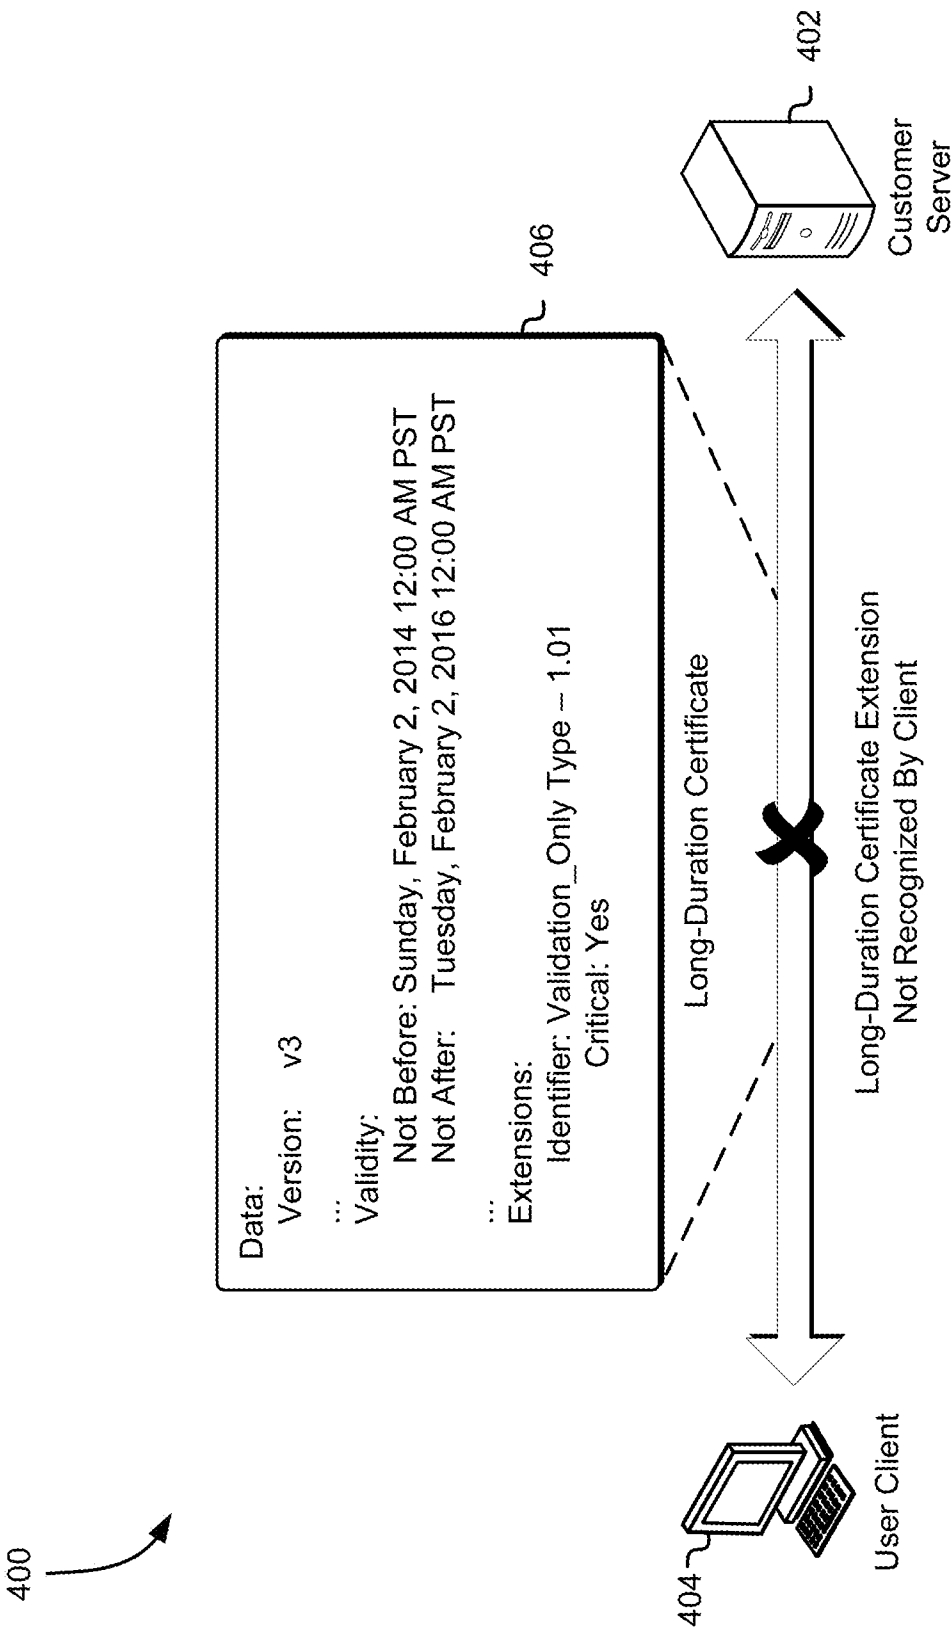 400
406
Data:
Version: v3
...
Validity:
Not Before: Sunday, February 2, 2014 12:00 AM PST
Not After: Tuesday, February 2, 2016 12:00 AM PST
...
Extensions:
Identifier: Validation_Only Type – 1.01
Critical: Yes
Long-Duration Certificate
404
402
User Client
Long-Duration Certificate Extension
Not Recognized By Client
Customer
Server